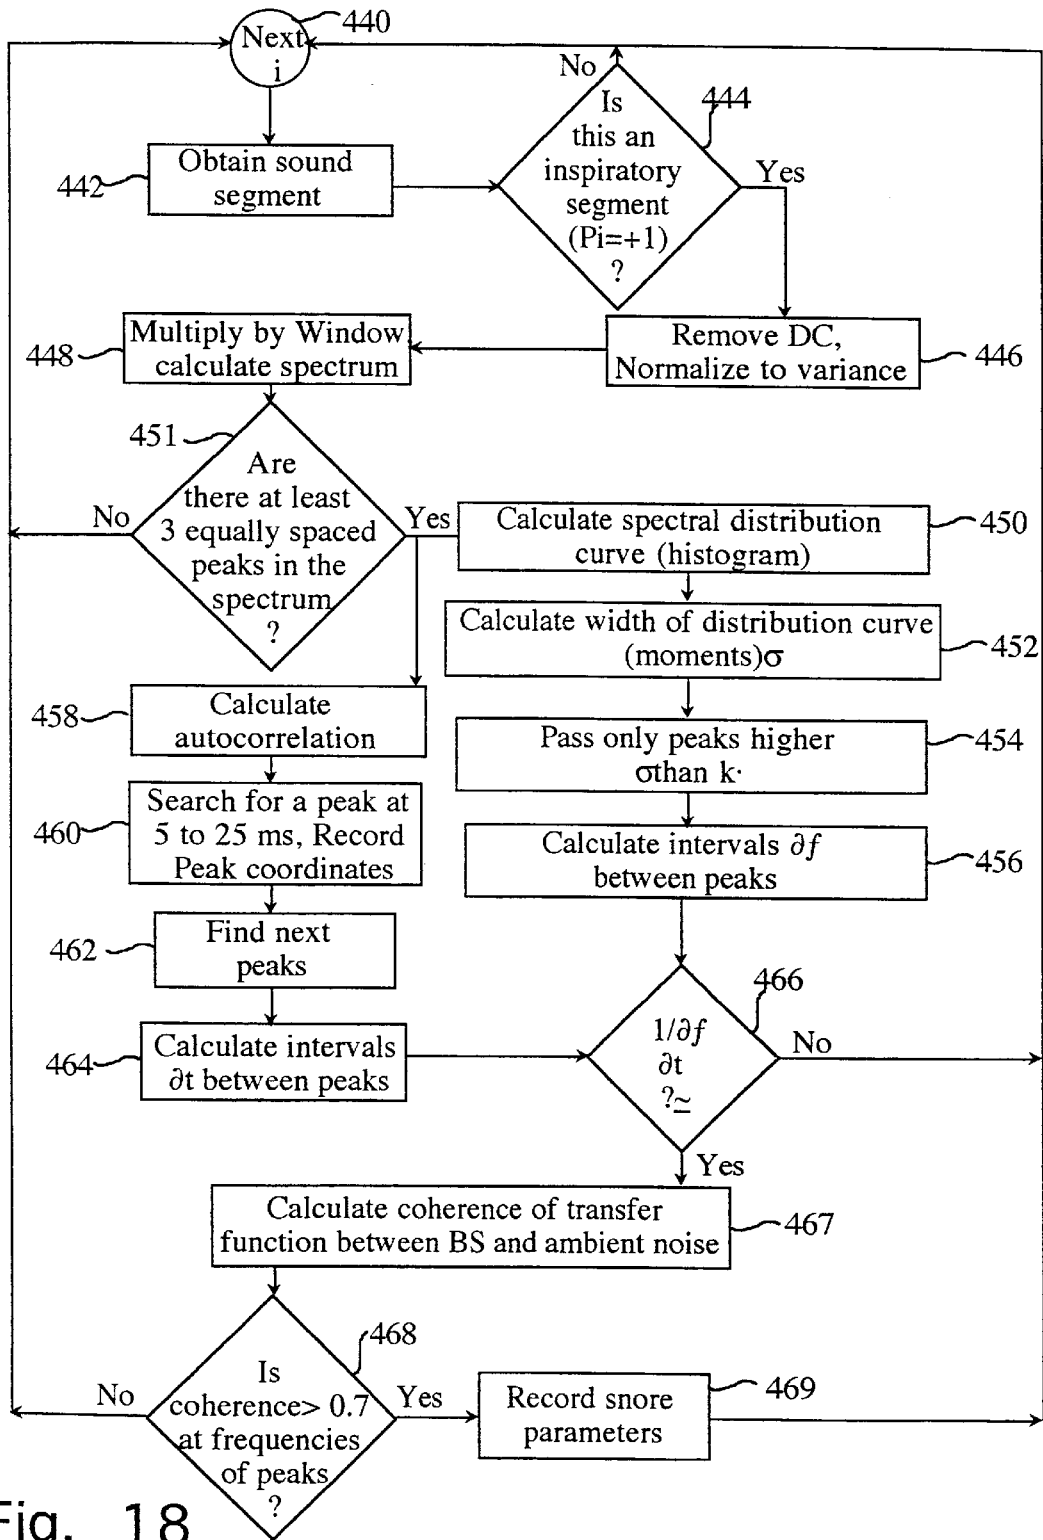 Next
i
440
No
Is
this an
inspiratory
segment
(Pi=+1)
?
444
Yes
Obtain sound
segment
442
Remove DC,
Normalize to variance
446
Multiply by Window
calculate spectrum
448
451
Are
there at least
3 equally spaced
peaks in the
spectrum
?
No
Yes
Calculate spectral distribution
curve (histogram)
450
Calculate width of distribution curve
(moments)σ
452
Calculate
autocorrelation
458
Pass only peaks higher
σthan k·
454
Search for a peak at
5 to 25 ms, Record
Peak coordinates
460
Calculate intervals ∂f
between peaks
456
Find next
peaks
462
Calculate intervals
∂t between peaks
464
1/∂f
∂t
?≃
466
No
Yes
Calculate coherence of transfer
function between BS and ambient noise
467
Is
coherence> 0.7
at frequencies
of peaks
?
468
No
Yes
Record snore
parameters
469
Fig. 18